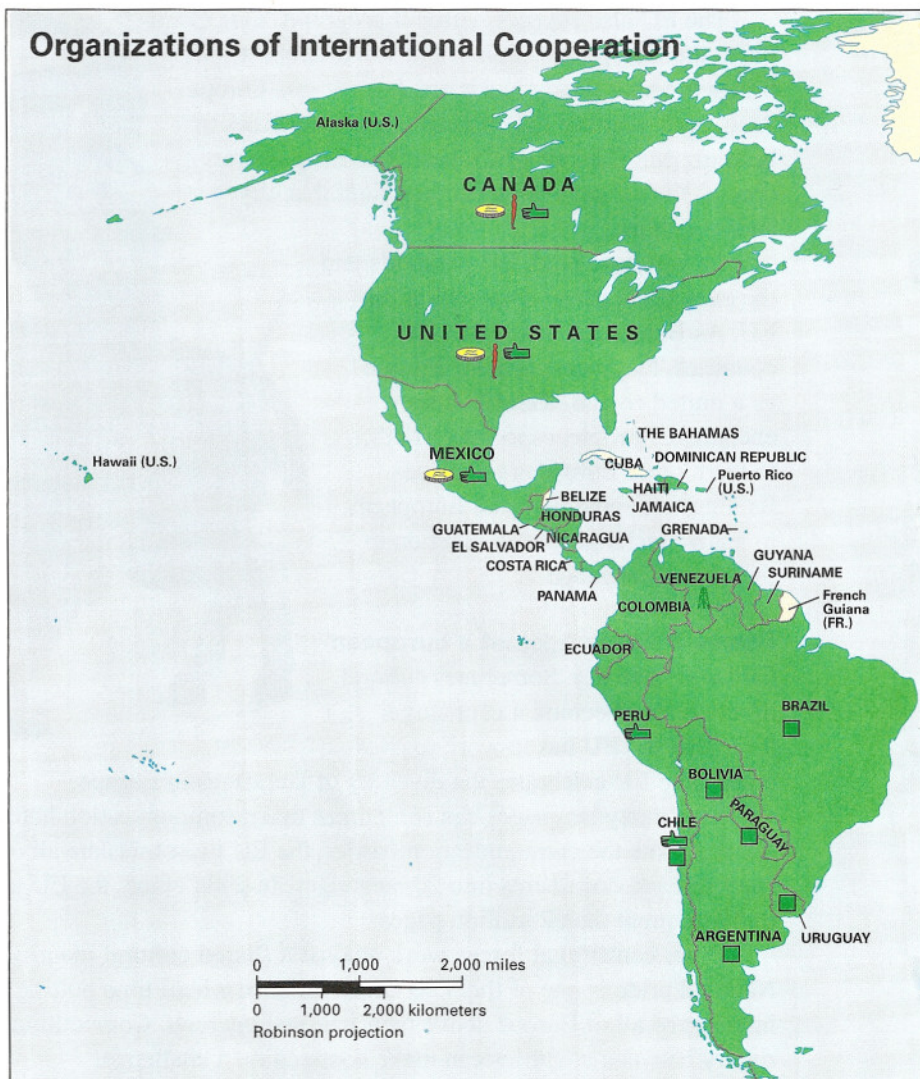 Organizations of International Cooperation
Alaska (U.S.)
CANADA
UNITED STATES
Hawaii (U.S.)
MEXICO
THE BAHAMAS
CUBA
DOMINICAN REPUBLIC
Puerto Rico
(U.S.)
HAITI
JAMAICA
BELIZE
GUATEMALA
HONDURAS
EL SALVADOR
NICARAGUA
GRENADA
COSTA RICA
PANAMA
VENEZUELA
GUYANA
SURINAME
French
Guiana
(FR.)
COLOMBIA
ECUADOR
PERU
BRAZIL
BOLIVIA
PARAGUAY
CHILE
URUGUAY
ARGENTINA
0 1,000 2,000 miles
0 1,000 2,000 kilometers
Robinson projection